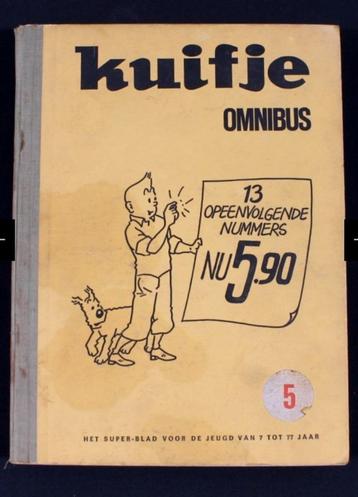 kuifje
OMNIBUS
13
OPEENVOLGENDE
NUMMERS
NU 5.90
5
HET SUPER-BLAD VOOR DE JEUGD VAN 7 TOT 77 JAAR